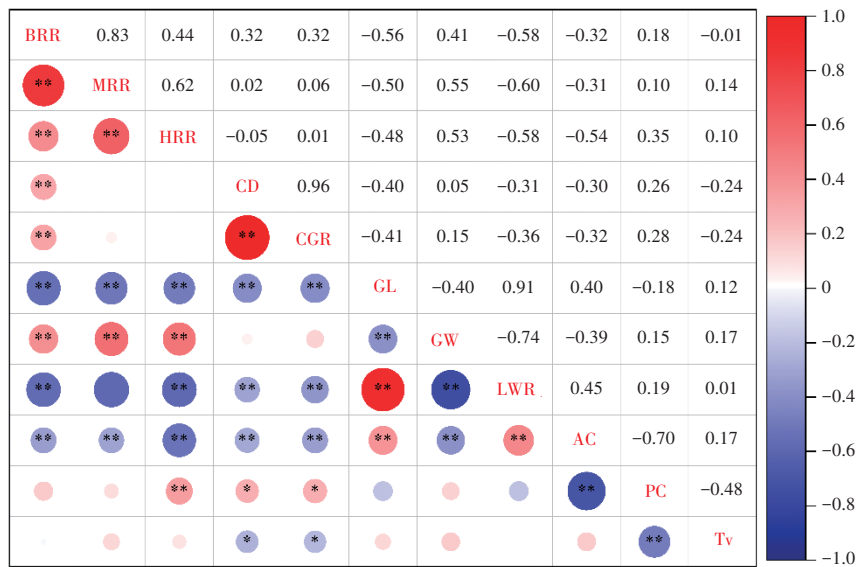 BRR 0.83 0.44 0.32 0.32 −0.56 0.41 −0.58 −0.32 0.18 −0.01
** MRR 0.62 0.02 0.06 −0.50 0.55 −0.60 −0.31 0.10 0.14
** ** HRR −0.05 0.01 −0.48 0.53 −0.58 −0.54 0.35 0.10
** CD 0.96 −0.40 0.05 −0.31 −0.30 0.26 −0.24
** ** CGR −0.41 0.15 −0.36 −0.32 0.28 −0.24
** ** ** ** ** GL −0.40 0.91 0.40 −0.18 0.12
** ** ** ** GW −0.74 −0.39 0.15 0.17
** ** ** ** ** ** LWR 0.45 0.19 0.01
** ** ** ** ** ** ** ** AC −0.70 0.17
** * * ** PC −0.48
* * ** Tv
1.0
0.8
0.6
0.4
0.2
0
−0.2
−0.4
−0.6
−0.8
−1.0